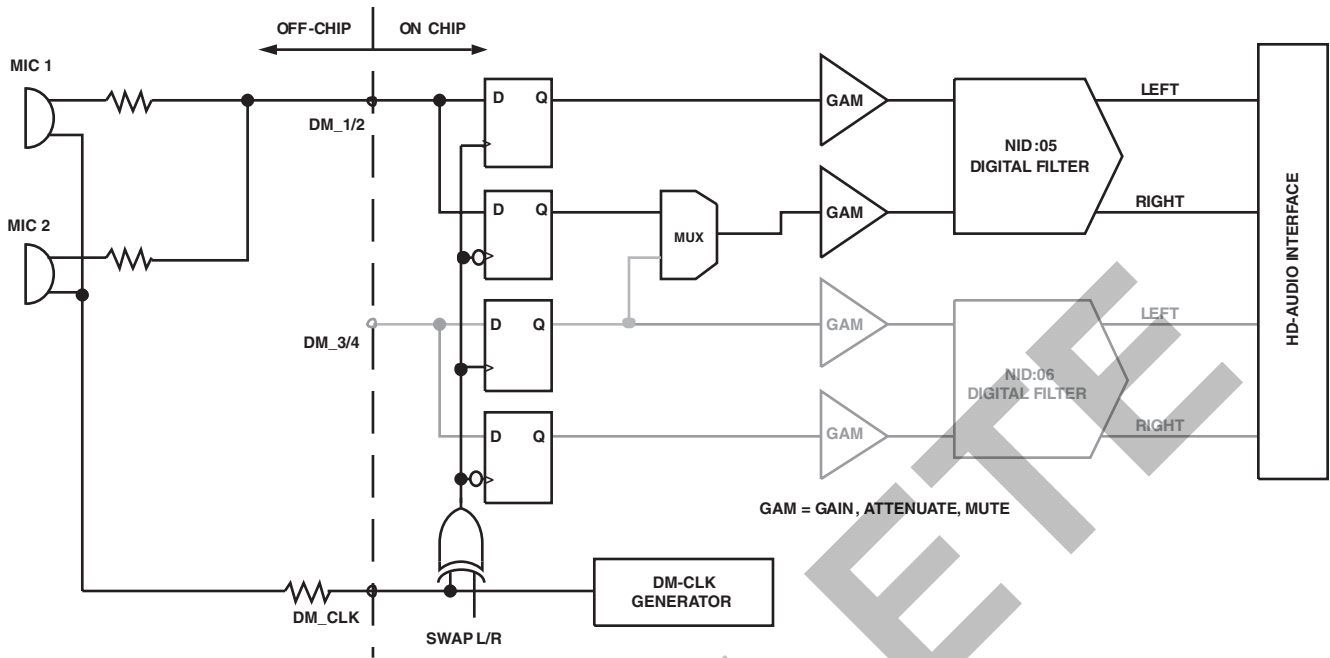 OFF-CHIP
ON CHIP
MIC 1
DM_1/2
D Q
GAM
NID:05
DIGITAL FILTER
LEFT
RIGHT
HD-AUDIO INTERFACE
MIC 2
D Q
MUX
GAM
DM_3/4
D Q
GAM
NID:06
DIGITAL FILTER
LEFT
RIGHT
D Q
GAM
GAM = GAIN, ATTENUATE, MUTE
DM_CLK
SWAP L/R
DM-CLK
GENERATOR
ETE